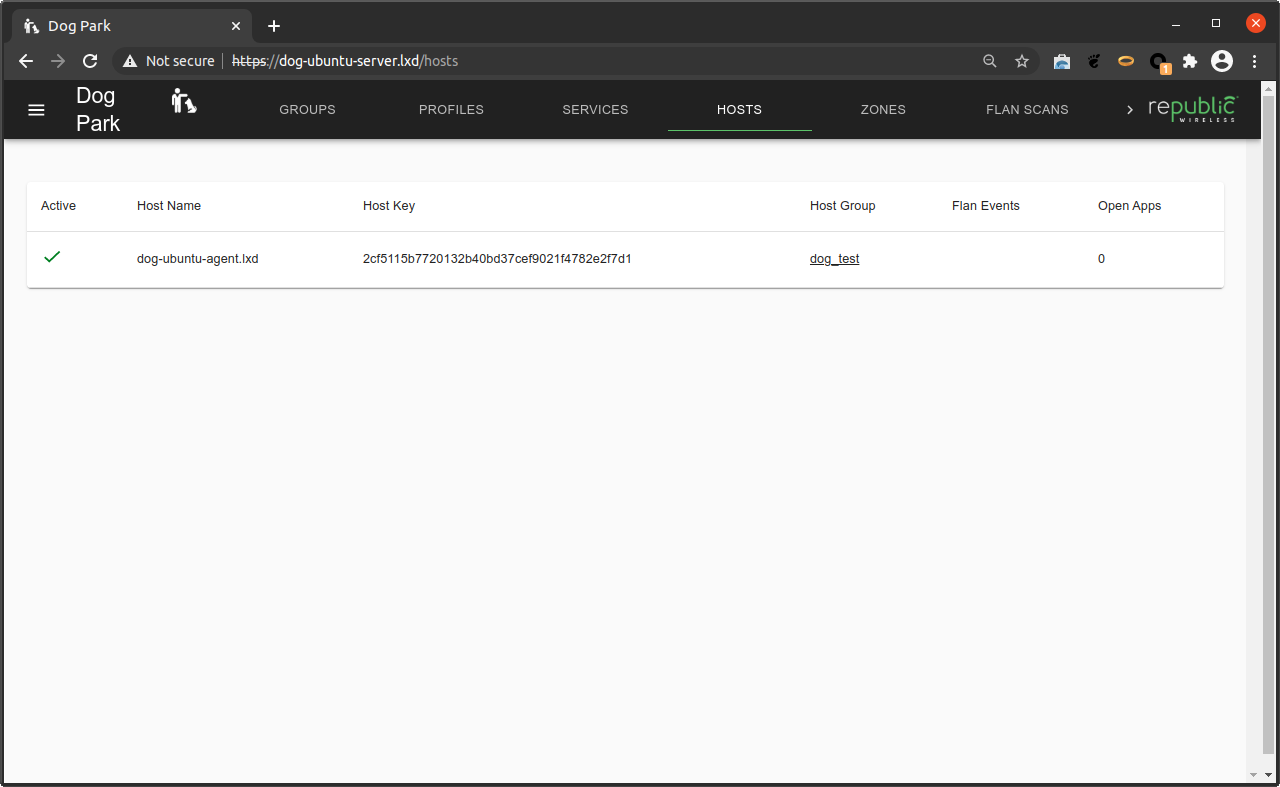 Dog Park
Not secure https://dog-ubuntu-server.lxd/hosts
1
Dog
Park
GROUPS PROFILES SERVICES HOSTS ZONES FLAN SCANS
republic
WIRELESS
Active Host Name Host Key Host Group Flan Events Open Apps
dog-ubuntu-agent.lxd 2cf5115b7720132b40bd37cef9021f4782e2f7d1 dog_test 0